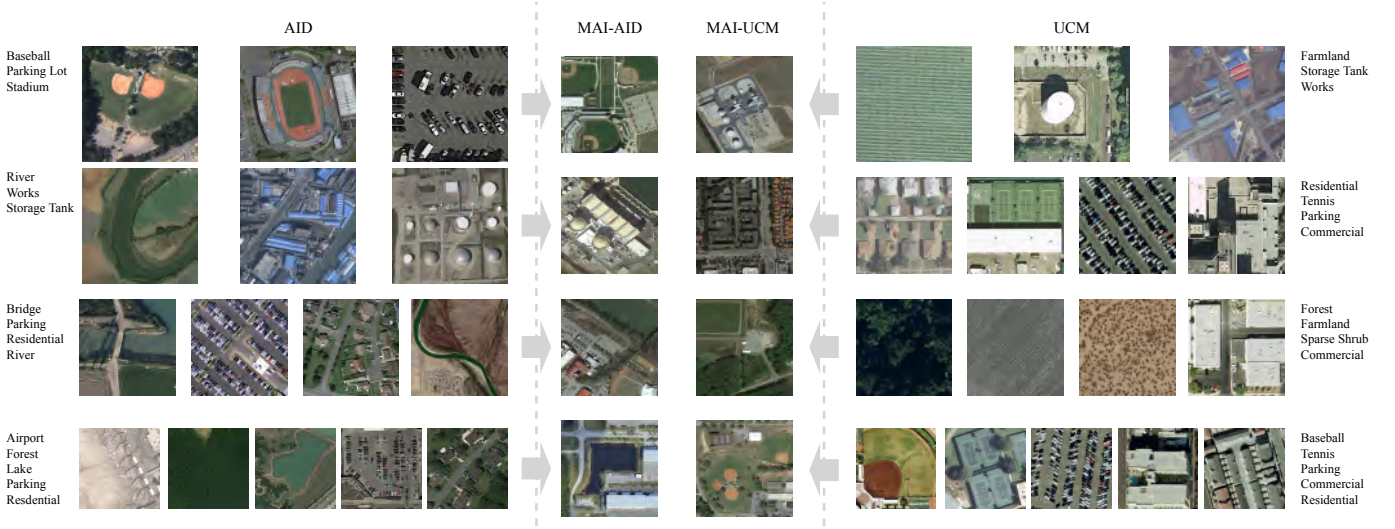 AID
MAI-AID
MAI-UCM
UCM
Baseball
Parking Lot
Stadium
Farmland
Storage Tank
Works
River
Works
Storage Tank
Residential
Tennis
Parking
Commercial
Bridge
Parking
Residential
River
Forest
Farmland
Sparse Shrub
Commercial
Airport
Forest
Lake
Parking
Resdential
Baseball
Tennis
Parking
Commercial
Residential